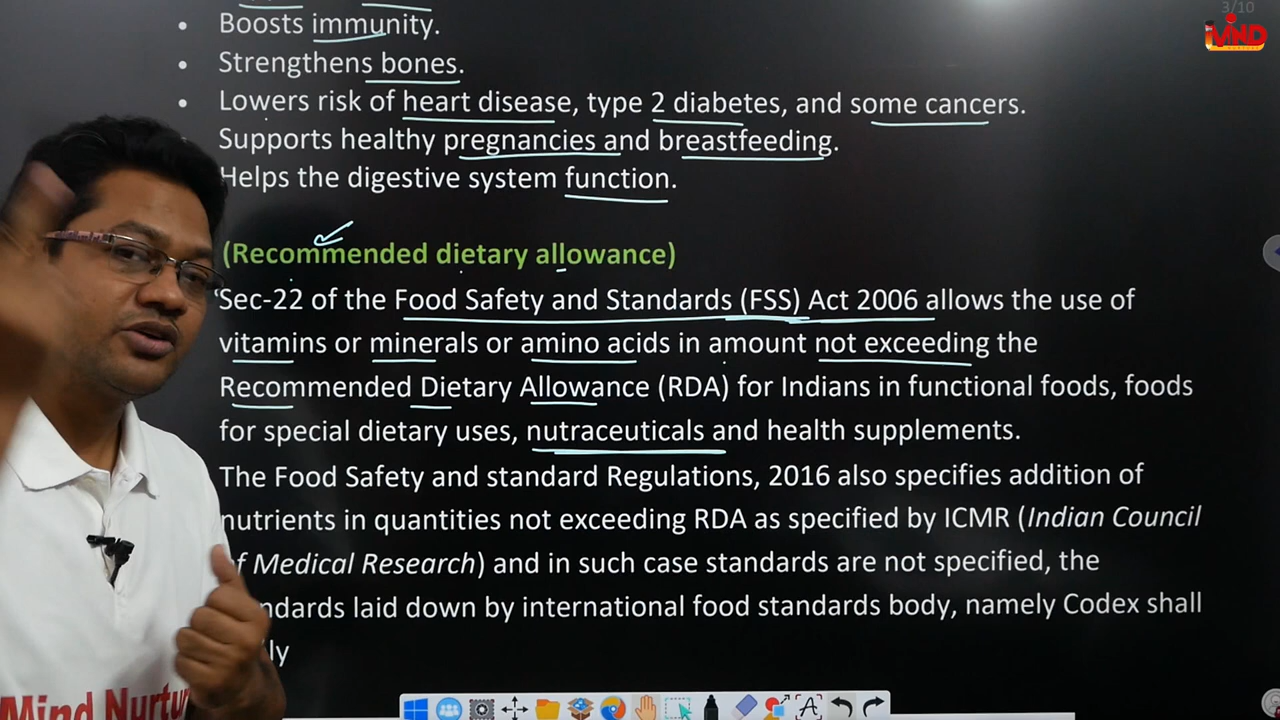 3/10
iMIND
Boosts immunity.
Strengthens bones.
Lowers risk of heart disease, type 2 diabetes, and some cancers.
Supports healthy pregnancies and breastfeeding.
Helps the digestive system function.
(Recommended dietary allowance)
Sec-22 of the Food Safety and Standards (FSS) Act 2006 allows the use of
vitamins or minerals or amino acids in amount not exceeding the
Recommended Dietary Allowance (RDA) for Indians in functional foods, foods
for special dietary uses, nutraceuticals and health supplements.
The Food Safety and standard Regulations, 2016 also specifies addition of
nutrients in quantities not exceeding RDA as specified by ICMR (Indian Council
of Medical Research) and in such case standards are not specified, the
ndards laid down by international food standards body, namely Codex shall
ly
Mind Nurtu
A